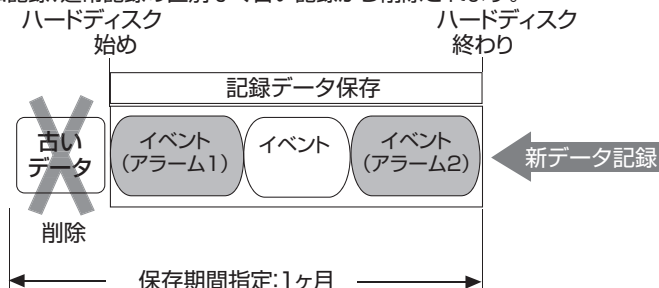 ハードディスク
始め
ハードディスク
終わり
記録データ保存
古い
データ
イベント
(アラーム1)
イベント
イベント
(アラーム2)
新データ記録
削除
保存期間指定:1ヶ月